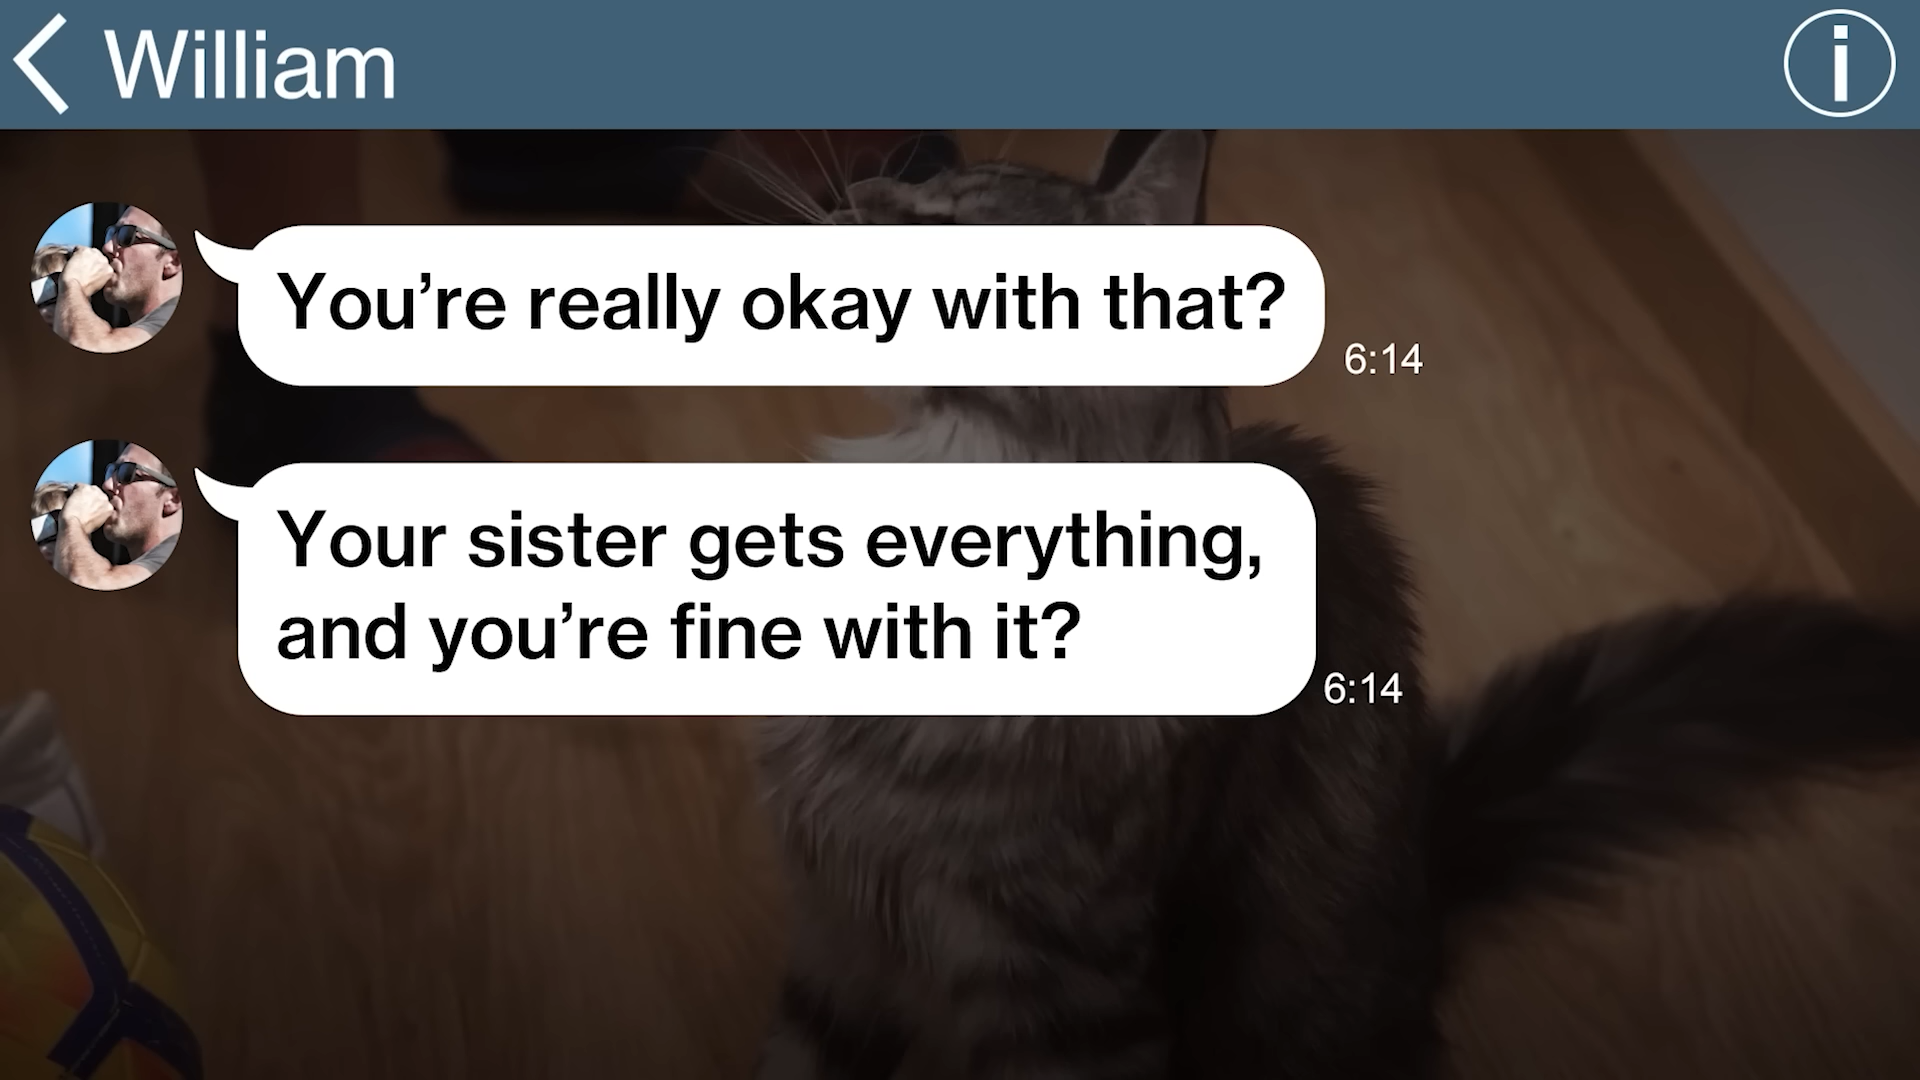 William
You’re really okay with that?
6:14
Your sister gets everything,
and you’re fine with it?
6:14